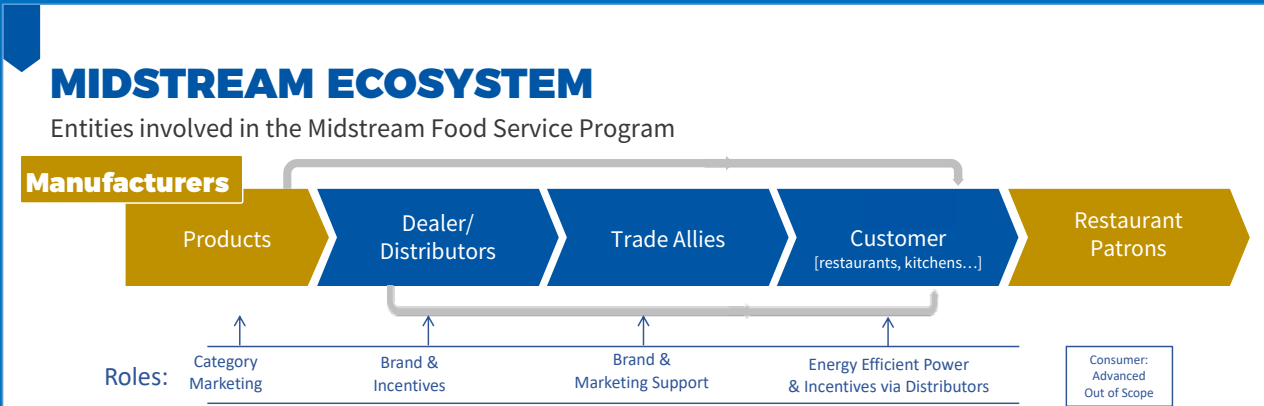 MIDSTREAM ECOSYSTEM
Entities involved in the Midstream Food Service Program
Manufacturers
Products
Dealer/
Distributors
Trade Allies
Customer
[restaurants, kitchens...]
Restaurant
Patrons
Roles:
Category
Marketing
Brand &
Incentives
Brand &
Marketing Support
Energy Efficient Power
& Incentives via Distributors
Consumer:
Advanced
Out of Scope